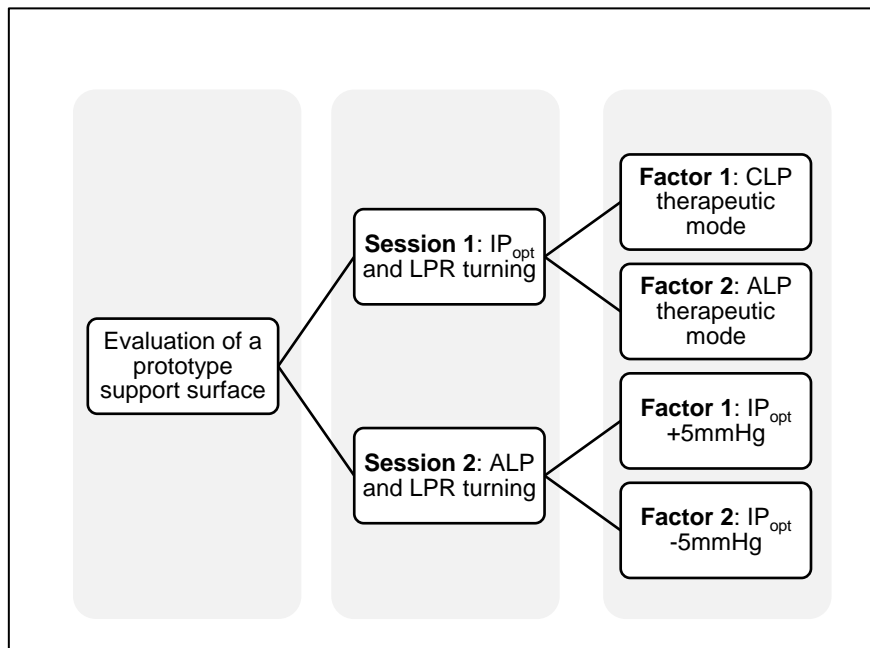 Evaluation of a
prototype
support surface
Session 1: IPopt
and LPR turning
Factor 1: CLP
therapeutic
mode
Factor 2: ALP
therapeutic
mode
Session 2: ALP
and LPR turning
Factor 1: IPopt
+5mmHg
Factor 2: IPopt
-5mmHg